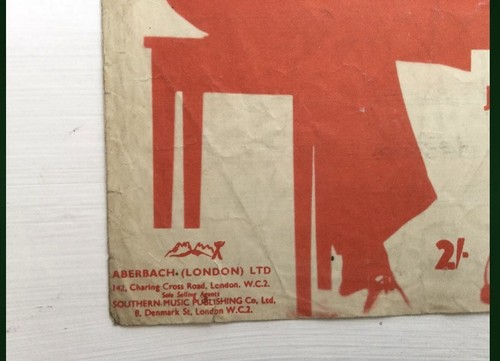 2/-
ABERBACH (LONDON) LTD
142, Charing Cross Road, London. W.C.2.
Sole Selling Agents
SOUTHERN MUSIC PUBLISHING Co, Ltd.
8, Denmark St, London W.C.2.